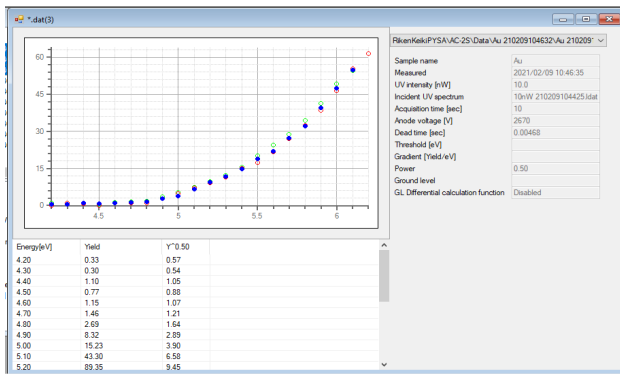 *.dat(3)
RikenKeikiPYSA\AC-2S\Data\Au 210209104632\Au 210209
60
45
30
15
0
4.5 5 5.5 6
Sample name Au
Measured 2021/02/09 10:46:35
UV intensity [nW] 10.0
Incident UV spectrum 10nW 210209104425.ldat
Acquisition time [sec] 10
Anode voltage [V] 2670
Dead time [sec] 0.00468
Threshold [eV]
Gradient [Yield/eV]
Power 0.50
Ground level
GL Differential calculation function Disabled
Energy[eV] Yield Y^0.50
4.20 0.33 0.57
4.30 0.30 0.54
4.40 1.10 1.05
4.50 0.77 0.88
4.60 1.15 1.07
4.70 1.46 1.21
4.80 2.69 1.64
4.90 8.32 2.89
5.00 15.23 3.90
5.10 43.30 6.58
5.20 89.35 9.45